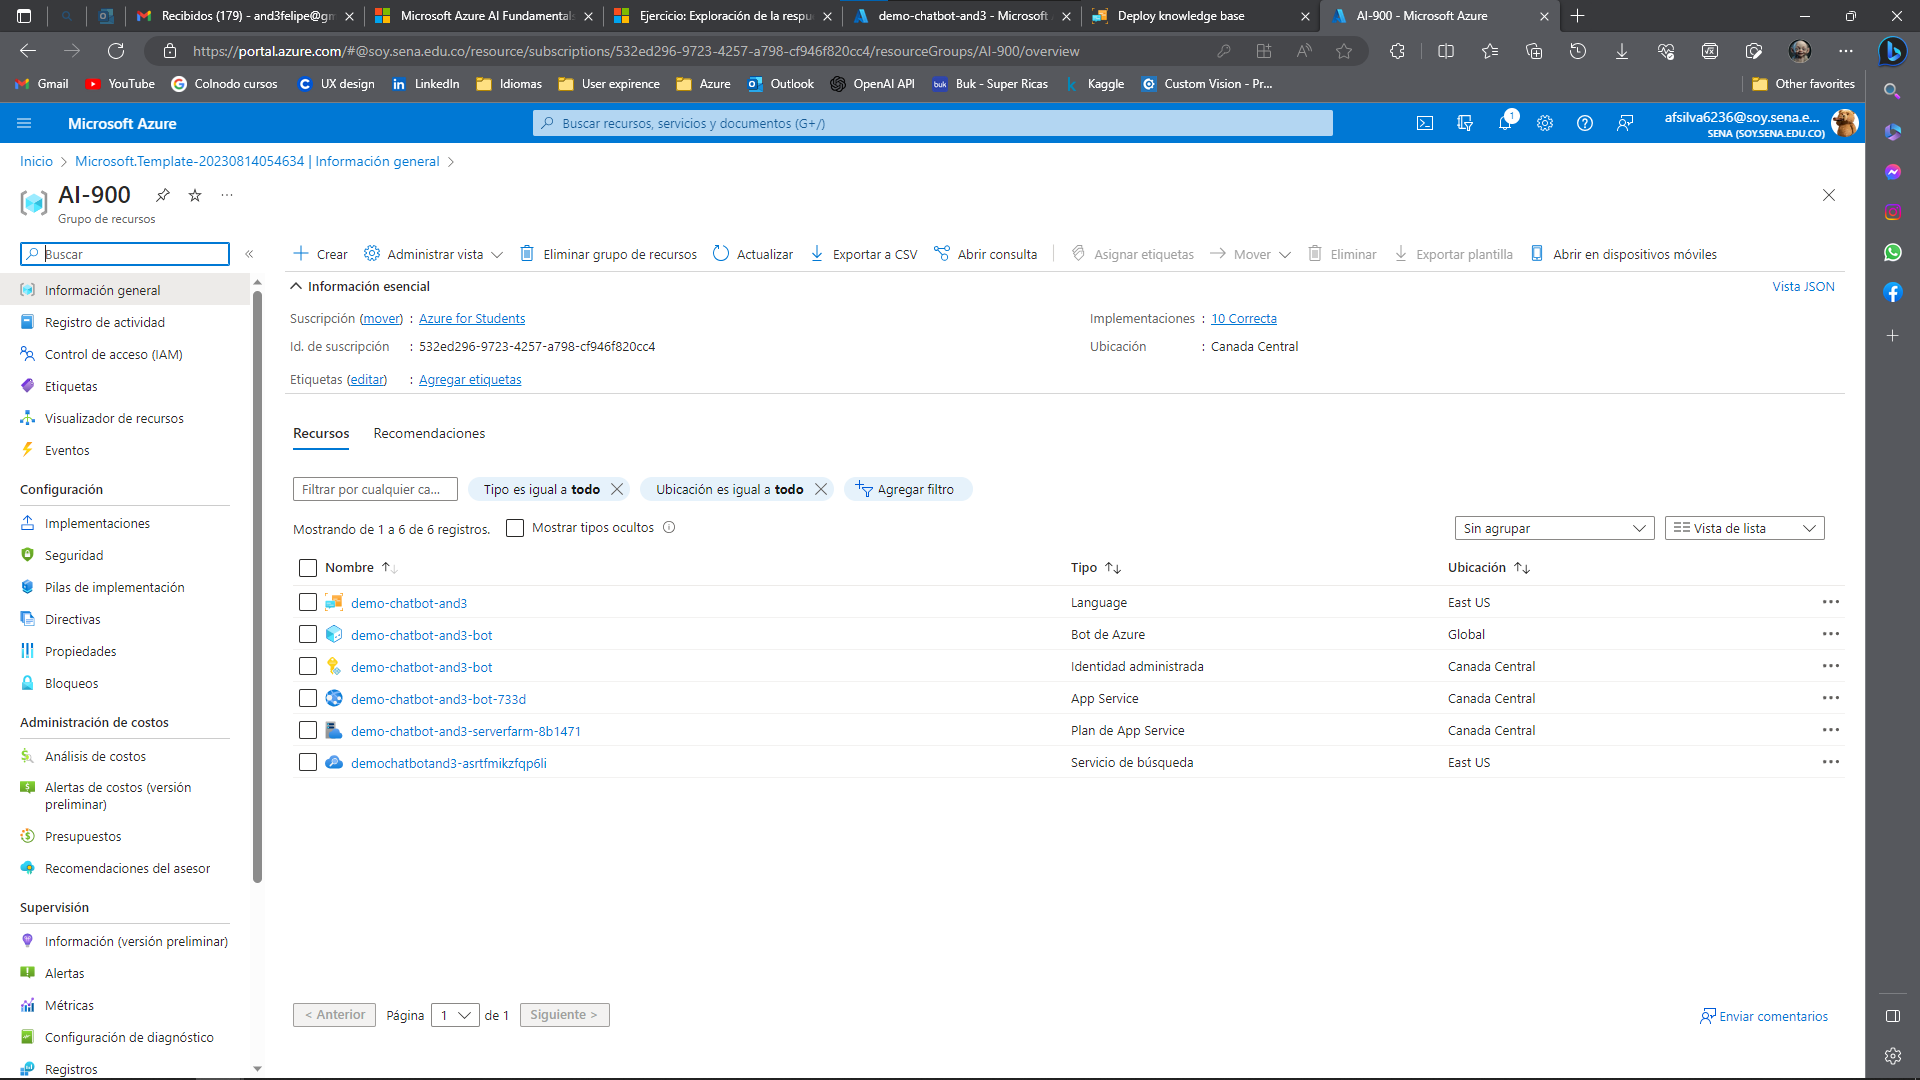 Recibidos (179) - and3felipe@gm
Microsoft Azure AI Fundamentals
Ejercicio: Exploración de la respu
demo-chatbot-and3 - Microsoft
Deploy knowledge base
AI-900 - Microsoft Azure
https://portal.azure.com/#@soy.sena.edu.co/resource/subscriptions/532ed296-9723-4257-a798-cf946f820cc4/resourceGroups/AI-900/overview
Gmail
YouTube
Colnodo cursos
UX design
LinkedIn
Idiomas
User expirence
Azure
Outlook
OpenAI API
Buk - Super Ricas
Kaggle
Custom Vision - Pr...
Other favorites
Microsoft Azure
Buscar recursos, servicios y documentos (G+/)
1
afsilva6236@soy.sena.e...
SENA (SOY.SENA.EDU.CO)
Inicio > Microsoft.Template-20230814054634 | Información general >
AI-900
Grupo de recursos
Buscar
Crear
Administrar vista
Eliminar grupo de recursos
Actualizar
Exportar a CSV
Abrir consulta
Asignar etiquetas
Mover
Eliminar
Exportar plantilla
Abrir en dispositivos móviles
Información general
Registro de actividad
Control de acceso (IAM)
Etiquetas
Visualizador de recursos
Eventos
Configuración
Implementaciones
Seguridad
Pilas de implementación
Directivas
Propiedades
Bloqueos
Administración de costos
Análisis de costos
Alertas de costos (versión
preliminar)
Presupuestos
Recomendaciones del asesor
Supervisión
Información (versión preliminar)
Alertas
Métricas
Configuración de diagnóstico
Registros
Información esencial
Vista JSON
Suscripción (mover) : Azure for Students
Implementaciones : 10 Correcta
Id. de suscripción : 532ed296-9723-4257-a798-cf946f820cc4
Ubicación : Canada Central
Etiquetas (editar) : Agregar etiquetas
Recursos
Recomendaciones
Filtrar por cualquier ca...
Tipo es igual a todo
Ubicación es igual a todo
Agregar filtro
Mostrando de 1 a 6 de 6 registros.
Mostrar tipos ocultos
Sin agrupar
Vista de lista
Nombre Tipo Ubicación
demo-chatbot-and3 Language East US
demo-chatbot-and3-bot Bot de Azure Global
demo-chatbot-and3-bot Identidad administrada Canada Central
demo-chatbot-and3-bot-733d App Service Canada Central
demo-chatbot-and3-serverfarm-8b1471 Plan de App Service Canada Central
demochatbotand3-asrtfmikzfqp6li Servicio de búsqueda East US
< Anterior
Página 1 de 1
Siguiente >
Enviar comentarios